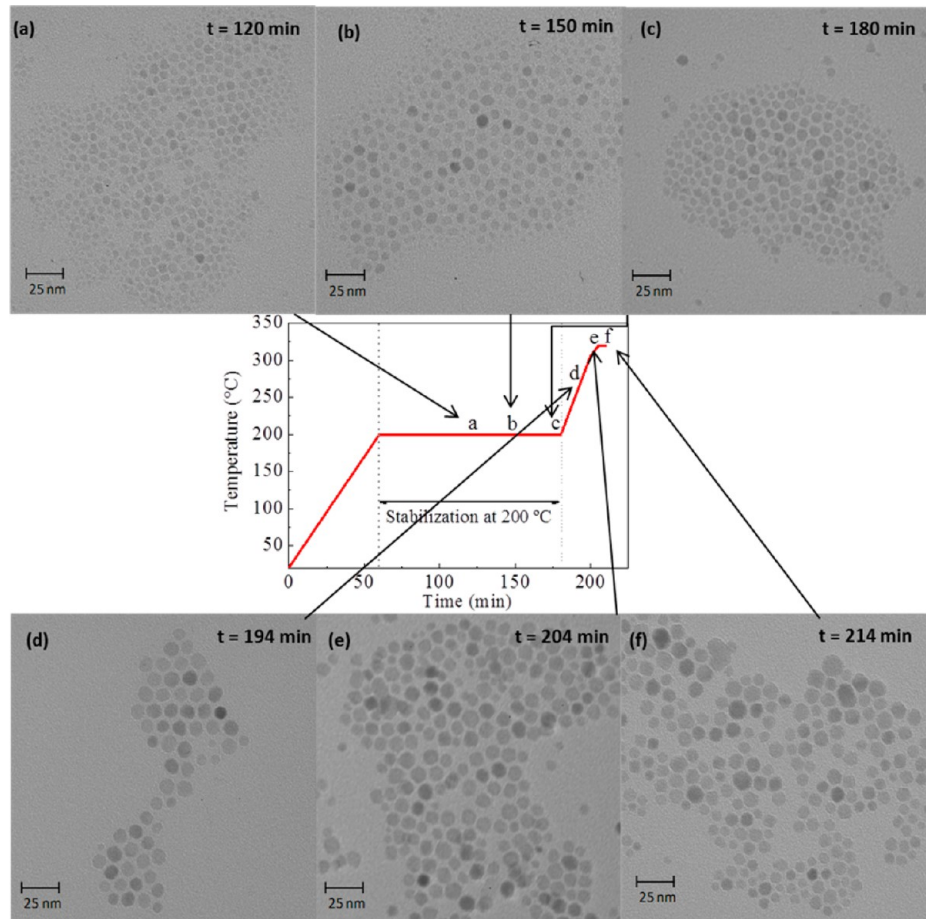 (a) t = 120 min
(b) t = 150 min
(c) t = 180 min
25 nm
25 nm
25 nm
350
300
250
200
150
100
50
Temperature (°C)
a b c d e f
Stabilization at 200 °C
0 50 100 150 200
Time (min)
(d) t = 194 min
(e) t = 204 min
(f) t = 214 min
25 nm
25 nm
25 nm